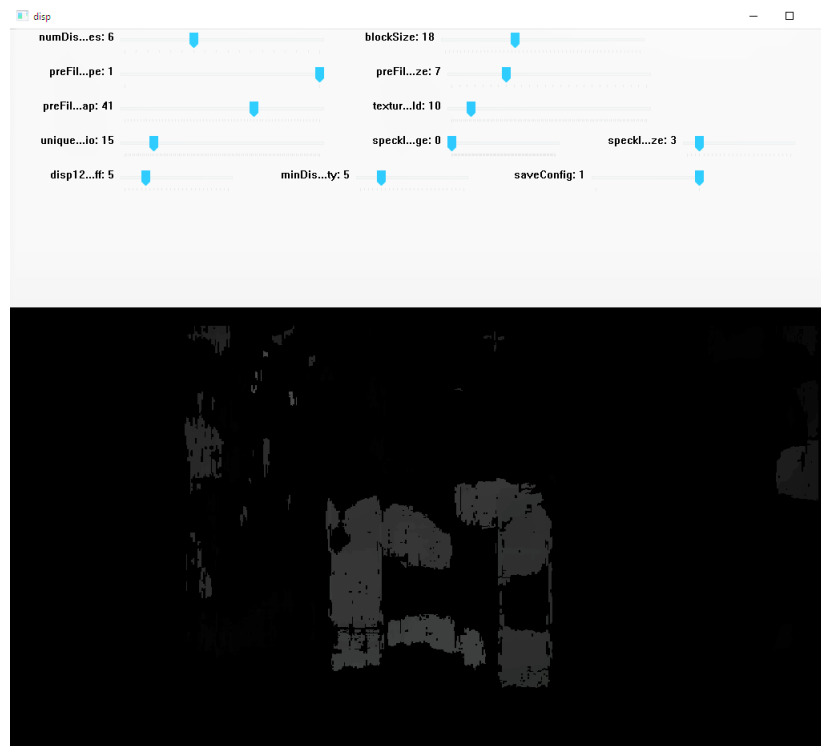 disp
numDis...es: 6 blockSize: 18
preFil...pe: 1 preFil...ze: 7
preFil...ap: 41 textur...ld: 10
unique...io: 15 speckl...ge: 0 speckl...ze: 3
disp12...ff: 5 minDis...ty: 5 saveConfig: 1